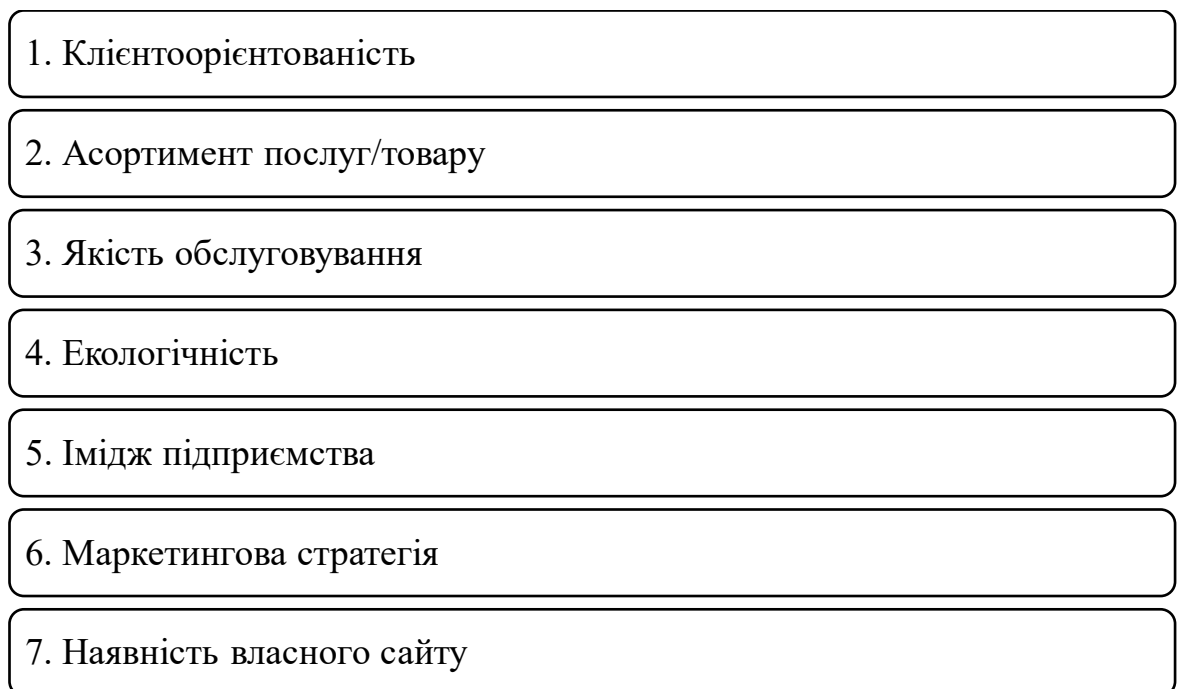 1. Клієнтоорієнтованість
2. Асортимент послуг/товару
3. Якість обслуговування
4. Екологічність
5. Імідж підприємства
6. Маркетингова стратегія
7. Наявність власного сайту